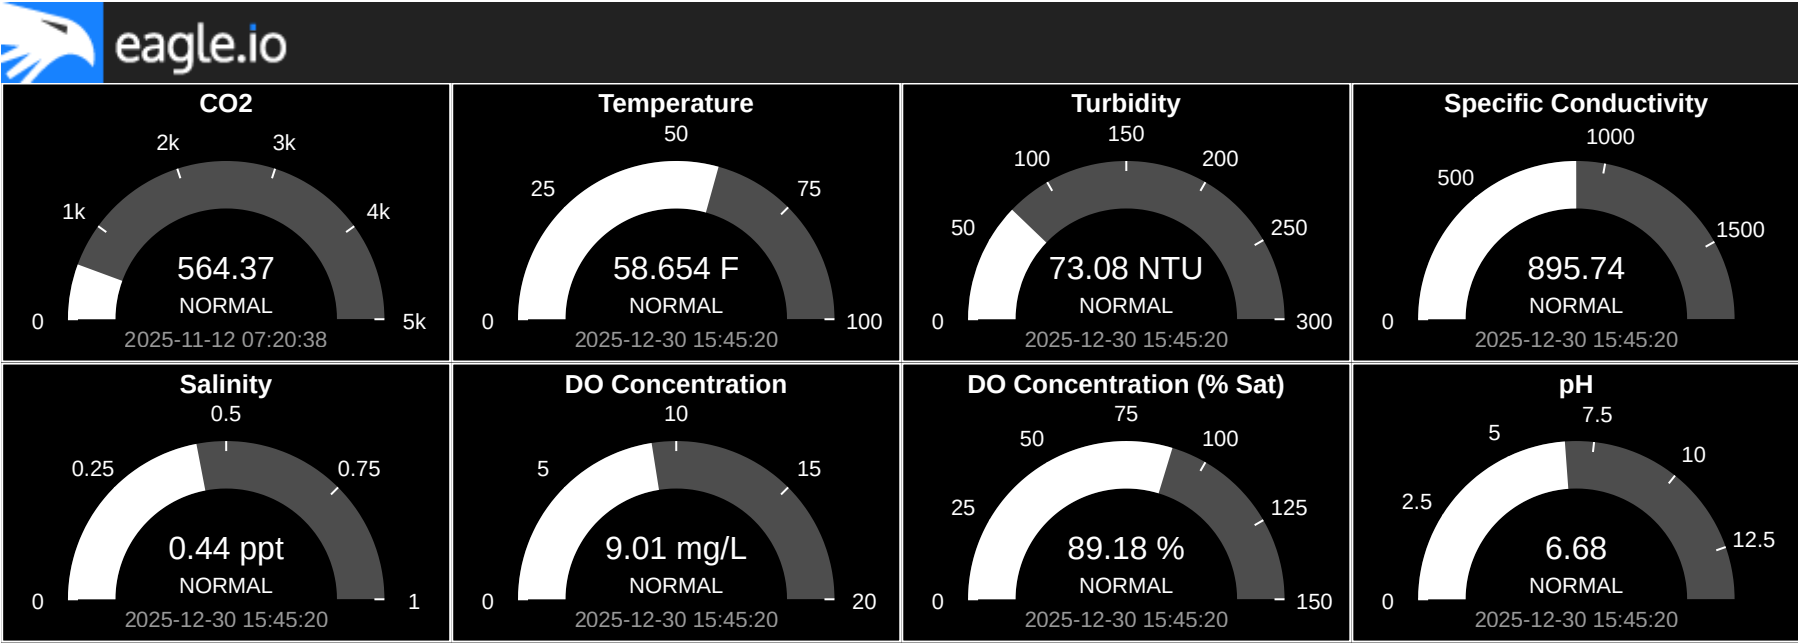 eagle.io
CO2
2k 3k
1k 4k
564.37
NORMAL
0 5k
2025-11-12 07:20:38
Temperature
50
25 75
58.654 F
NORMAL
0 100
2025-12-30 15:45:20
Turbidity
150
100 200
50 250
73.08 NTU
NORMAL
0 300
2025-12-30 15:45:20
Specific Conductivity
1000
500
1500
895.74
NORMAL
0
2025-12-30 15:45:20
Salinity
0.5
0.25 0.75
0.44 ppt
NORMAL
0 1
2025-12-30 15:45:20
DO Concentration
10
5 15
9.01 mg/L
NORMAL
0 20
2025-12-30 15:45:20
DO Concentration (% Sat)
75
50 100
25 125
89.18 %
NORMAL
0 150
2025-12-30 15:45:20
pH
7.5
5
10
2.5
12.5
6.68
NORMAL
0
2025-12-30 15:45:20